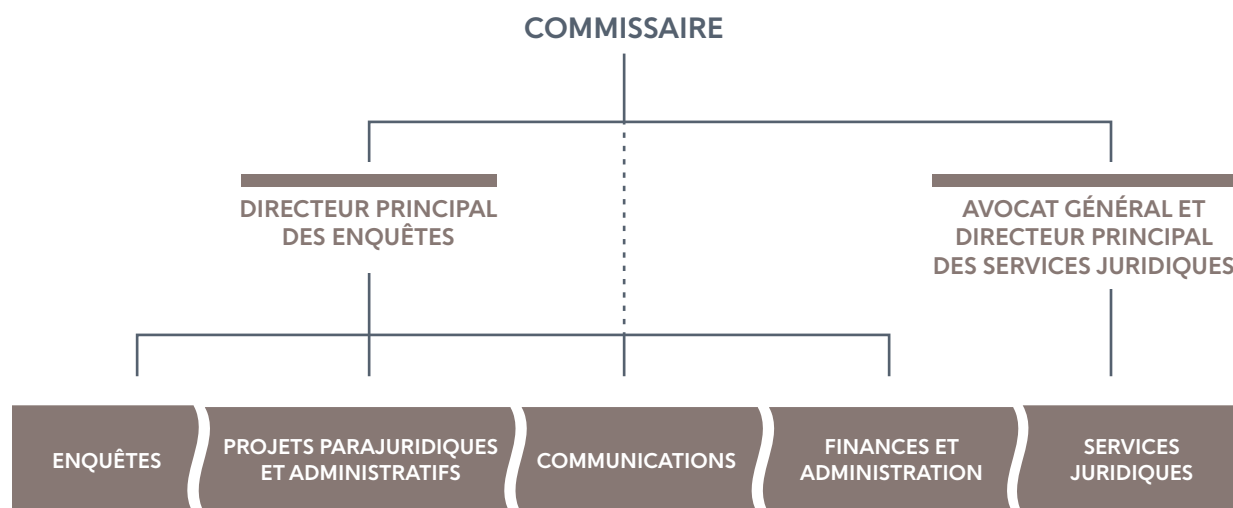 COMMISSAIRE
DIRECTEUR PRINCIPAL
DES ENQUÊTES
AVOCAT GÉNÉRAL ET
DIRECTEUR PRINCIPAL
DES SERVICES JURIDIQUES
ENQUÊTES
PROJETS PARAJURIDIQUES
ET ADMINISTRATIFS
COMMUNICATIONS
FINANCES ET
ADMINISTRATION
SERVICES
JURIDIQUES